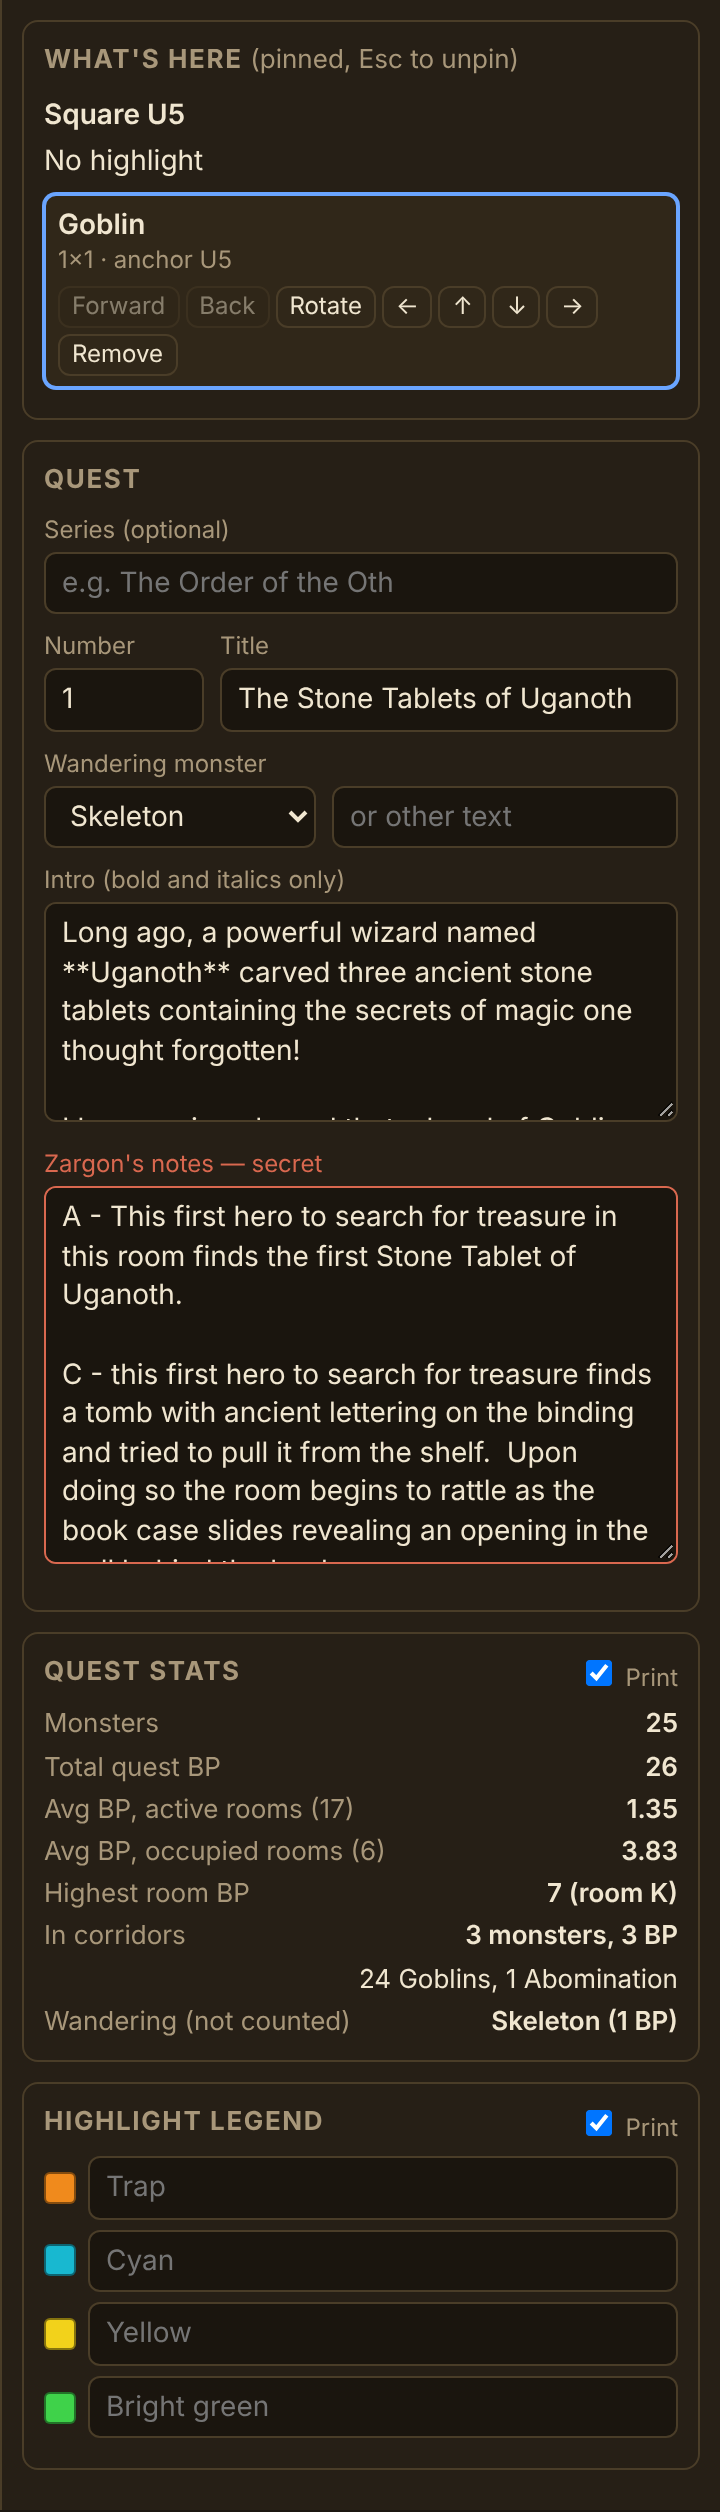 WHAT'S HERE (pinned, Esc to unpin)
Square U5
No highlight
Goblin
1×1 · anchor U5
Forward Back Rotate ← ↑ ↓ →
Remove
QUEST
Series (optional)
e.g. The Order of the Oth
Number Title
1 The Stone Tablets of Uganoth
Wandering monster
Skeleton or other text
Intro (bold and italics only)
Long ago, a powerful wizard named
**Uganoth** carved three ancient stone
tablets containing the secrets of magic one
thought forgotten!
Zargon's notes — secret
A - This first hero to search for treasure in
this room finds the first Stone Tablet of
Uganoth.
C - this first hero to search for treasure finds
a tomb with ancient lettering on the binding
and tried to pull it from the shelf.  Upon
doing so the room begins to rattle as the
book case slides revealing an opening in the
QUEST STATS Print
Monsters 25
Total quest BP 26
Avg BP, active rooms (17) 1.35
Avg BP, occupied rooms (6) 3.83
Highest room BP 7 (room K)
In corridors 3 monsters, 3 BP
24 Goblins, 1 Abomination
Wandering (not counted) Skeleton (1 BP)
HIGHLIGHT LEGEND Print
Trap
Cyan
Yellow
Bright green